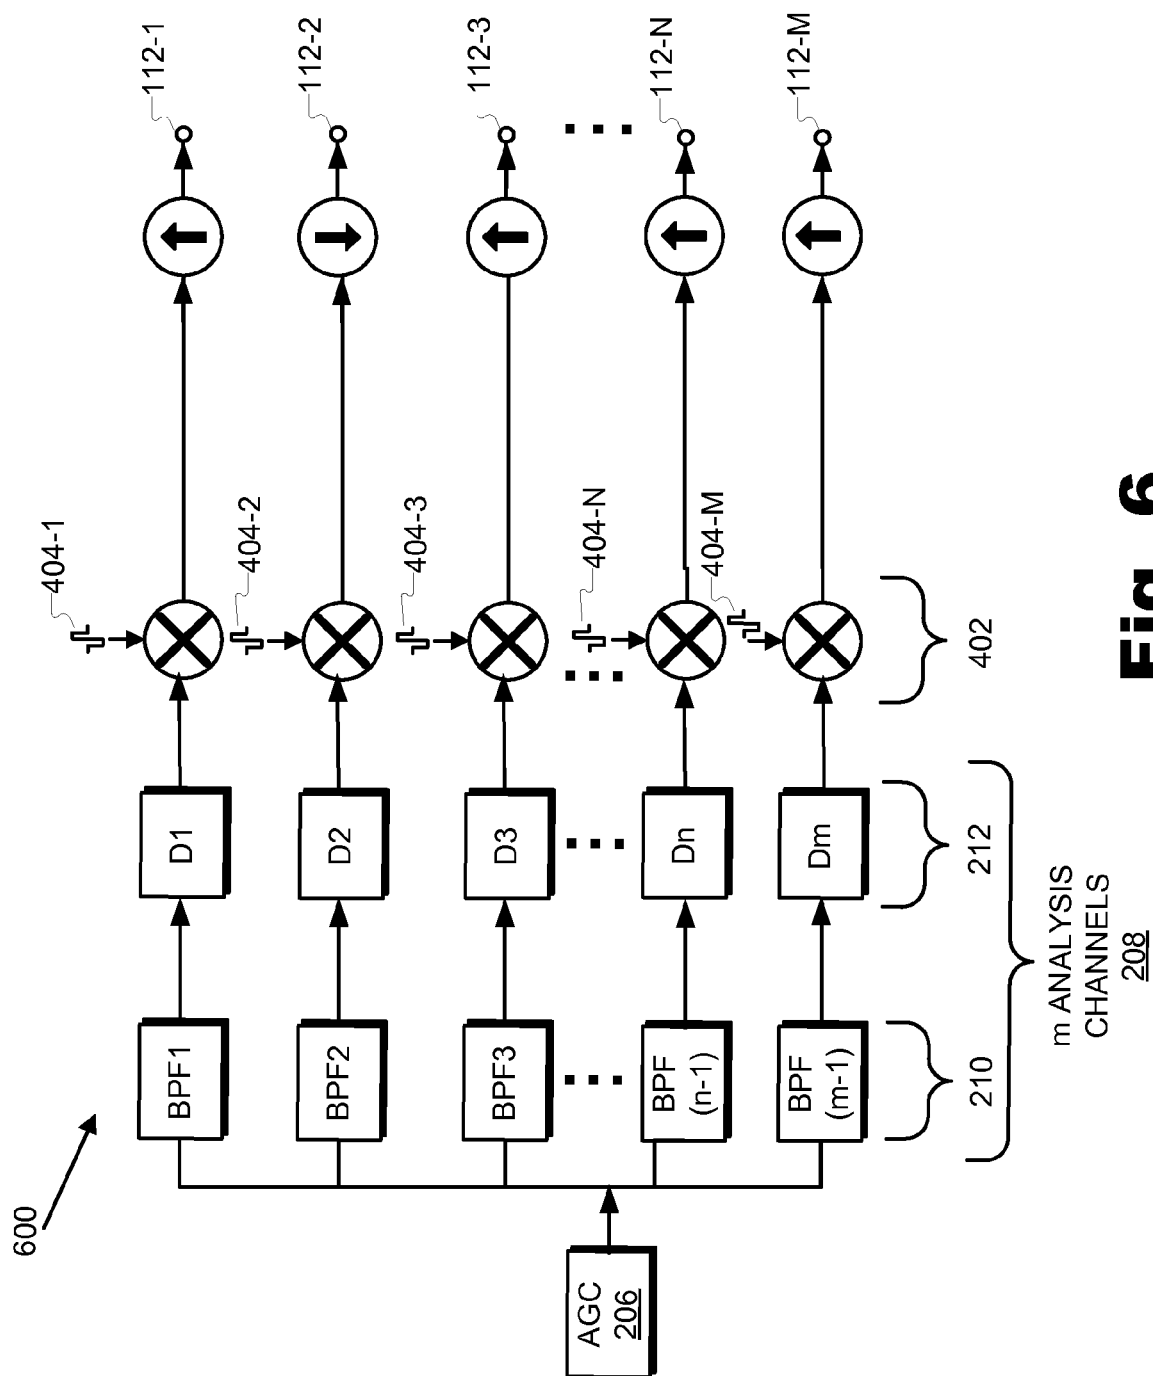 600
AGC
206
BPF1
BPF2
BPF3
BPF
(n-1)
BPF
(m-1)
210
D1
D2
D3
Dn
Dm
212
m ANALYSIS
CHANNELS
208
404-1
404-2
404-3
404-N
404-M
402
112-1
112-2
112-3
112-N
112-M
Fig. 6